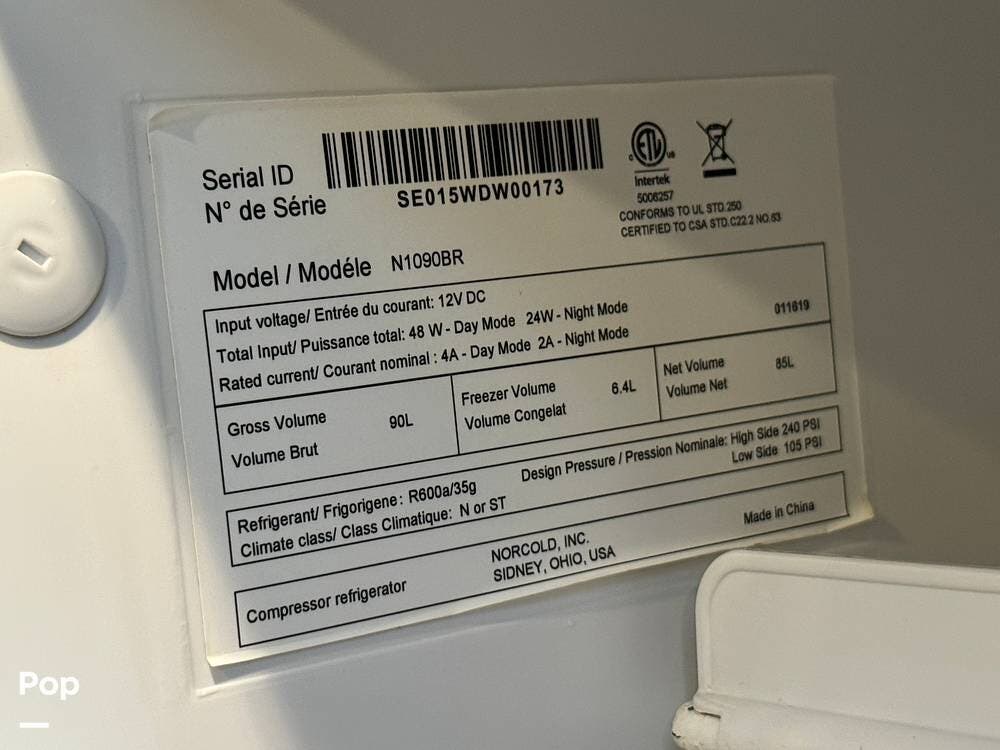 Serial ID
N° de Série
SE015WDW00173
ETL
c us
Intertek
5006257
CONFORMS TO UL STD.250
CERTIFIED TO CSA STD.C22.2 NO.63
Model / Modéle N1090BR
Input voltage/ Entrée du courant: 12V DC
Total Input/ Puissance total: 48 W - Day Mode 24W - Night Mode
011619
Rated current/ Courant nominal : 4A - Day Mode 2A - Night Mode
Gross Volume
Volume Brut
90L
Freezer Volume
Volume Congelat
6.4L
Net Volume
Volume Net
85L
Refrigerant/ Frigorigene: R600a/35g
Design Pressure / Pression Nominale: High Side 240 PSI
Low Side 105 PSI
Climate class/ Class Climatique: N or ST
Compressor refrigerator
NORCOLD, INC.
SIDNEY, OHIO, USA
Made in China
Pop